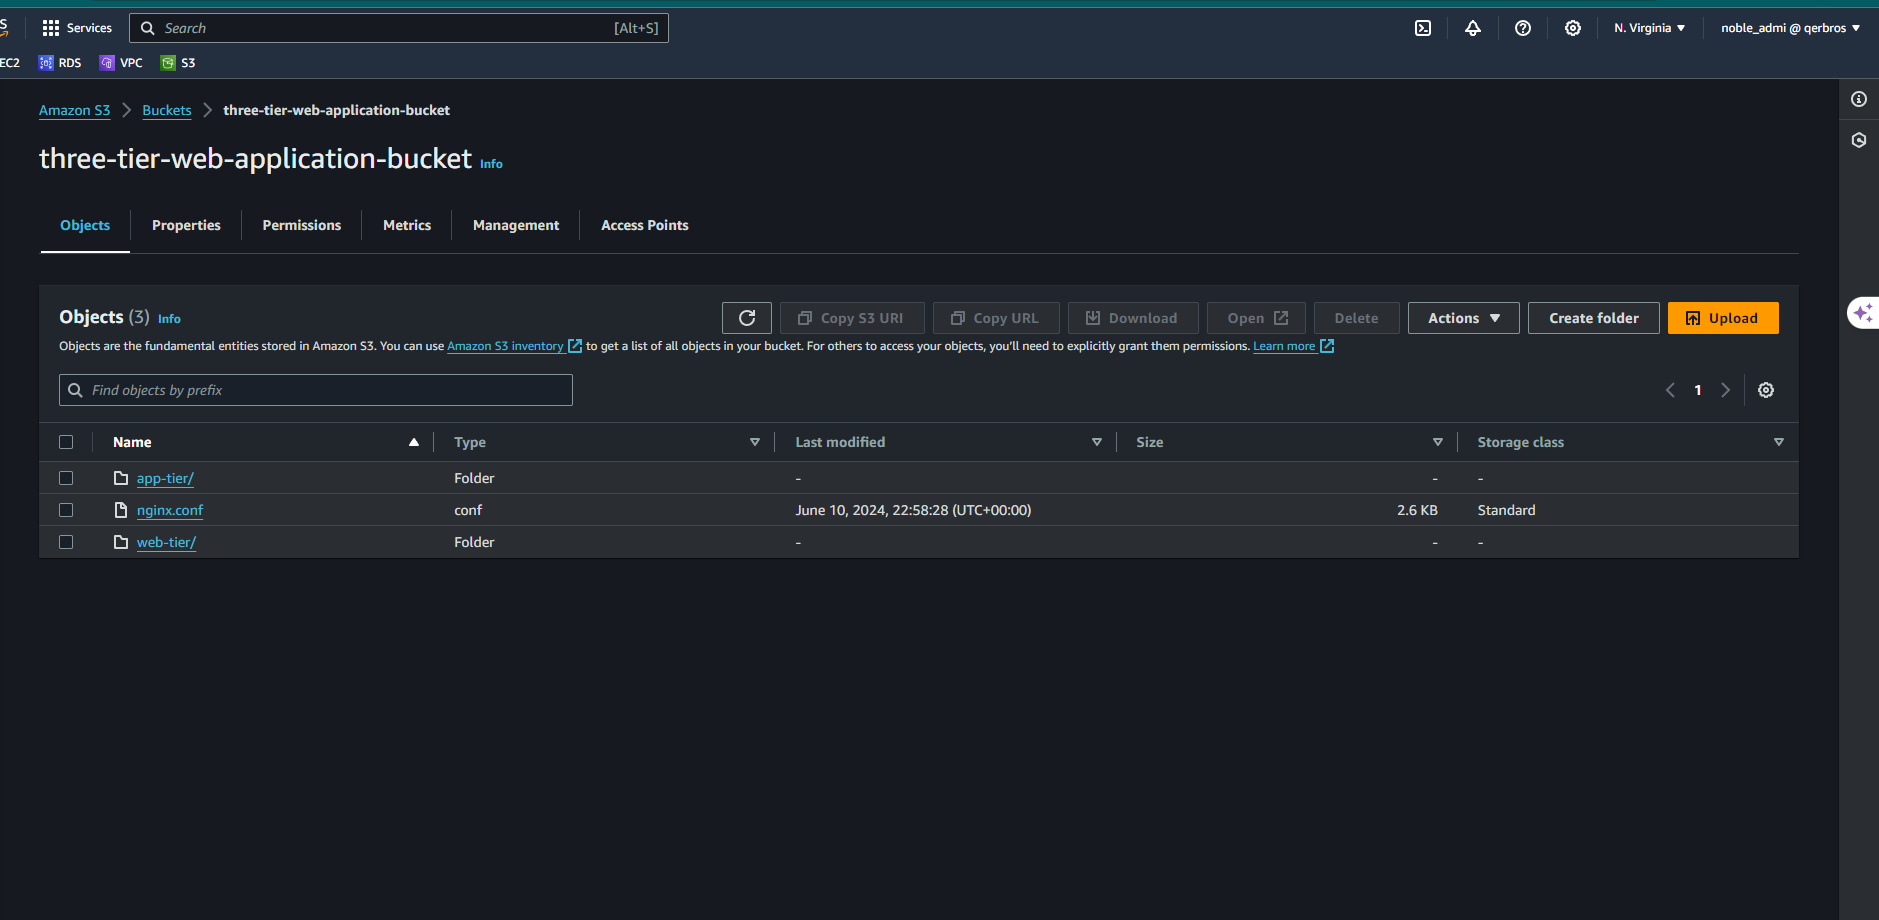 S Services Search [Alt+S] N. Virginia noble_admi @ qerbros
EC2 RDS VPC S3
Amazon S3 Buckets three-tier-web-application-bucket
three-tier-web-application-bucket Info
Objects Properties Permissions Metrics Management Access Points
Objects (3) Info Copy S3 URI Copy URL Download Open Delete Actions Create folder Upload
Objects are the fundamental entities stored in Amazon S3. You can use Amazon S3 inventory to get a list of all objects in your bucket. For others to access your objects, you'll need to explicitly grant them permissions. Learn more
Find objects by prefix 1
Name Type Last modified Size Storage class
app-tier/ Folder - - -
nginx.conf conf June 10, 2024, 22:58:28 (UTC+00:00) 2.6 KB Standard
web-tier/ Folder - - -